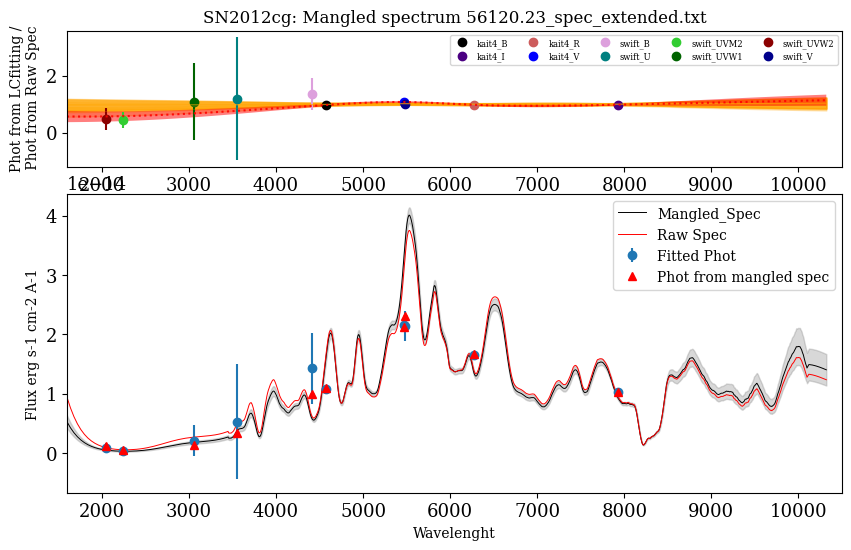 SN2012cg: Mangled spectrum 56120.23_spec_extended.txt
Phot from LCfitting /
Phot from Raw Spec
2
0
kait4_B kait4_R swift_B swift_UVM2 swift_UVW2
kait4_I kait4_V swift_U swift_UVW1 swift_V
2000 3000 4000 5000 6000 7000 8000 9000 10000
1e−14
Flux erg s-1 cm-2 A-1
4
3
2
1
0
Mangled_Spec
Raw Spec
Fitted Phot
Phot from mangled spec
2000 3000 4000 5000 6000 7000 8000 9000 10000
Wavelenght